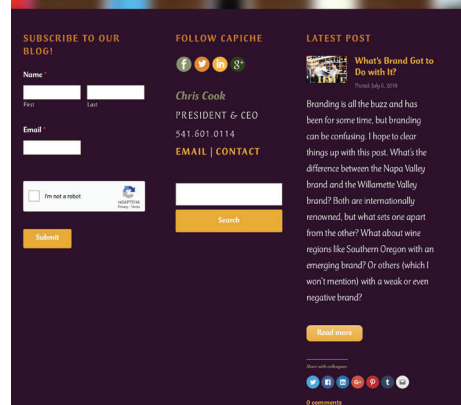 SUBSCRIBE TO OUR
BLOG!
Name *
First
Last
Email *
I'm not a robot
reCAPTCHA
Privacy - Terms
Submit
FOLLOW CAPICHE
Chris Cook
PRESIDENT & CEO
541.601.0114
EMAIL | CONTACT
Search
LATEST POST
What's Brand Got to
Do with It?
Posted: July 6, 2018
Branding is all the buzz and has
been for some time, but branding
can be confusing. I hope to clear
things up with this post. What's the
difference between the Napa Valley
brand and the Willamette Valley
brand? Both are internationally
renowned, but what sets one apart
from the other? What about wine
regions like Southern Oregon with an
emerging brand? Or others (which I
won't mention) with a weak or even
negative brand?
Read more
Share with colleagues:
0 comments